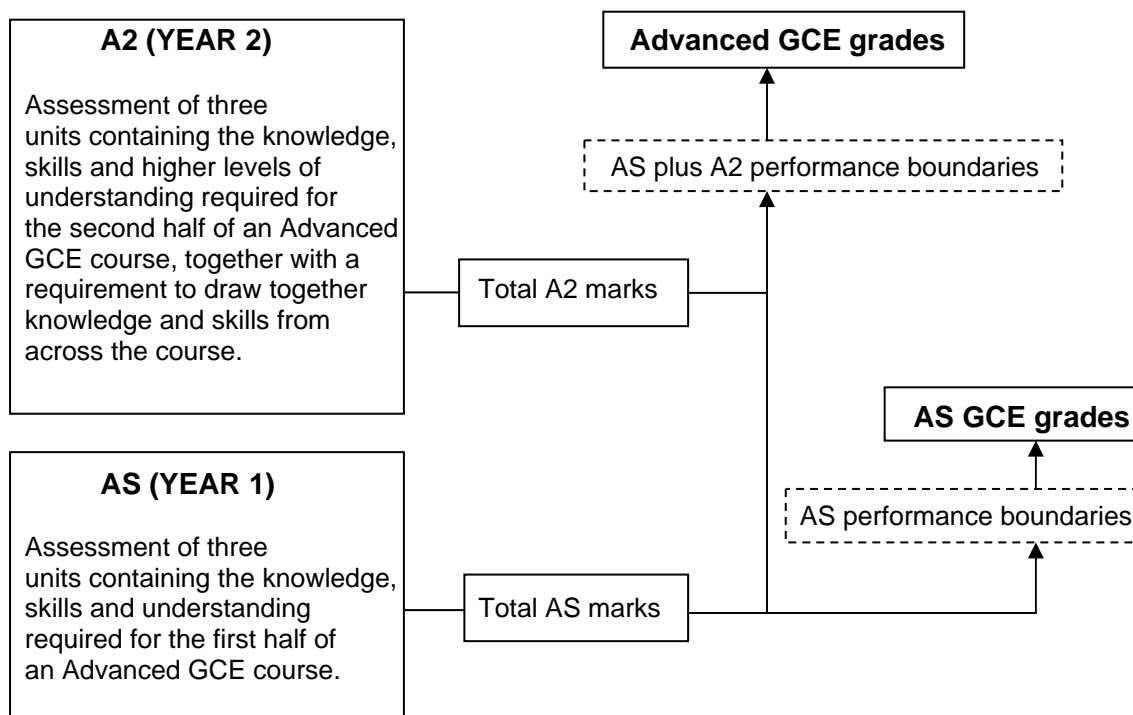 A2 (YEAR 2)
Assessment of three
units containing the knowledge,
skills and higher levels of
understanding required for
the second half of an Advanced
GCE course, together with a
requirement to draw together
knowledge and skills from
across the course.
Total A2 marks
Advanced GCE grades
AS plus A2 performance boundaries
AS GCE grades
AS performance boundaries
AS (YEAR 1)
Assessment of three
units containing the knowledge,
skills and understanding
required for the first half of
an Advanced GCE course.
Total AS marks